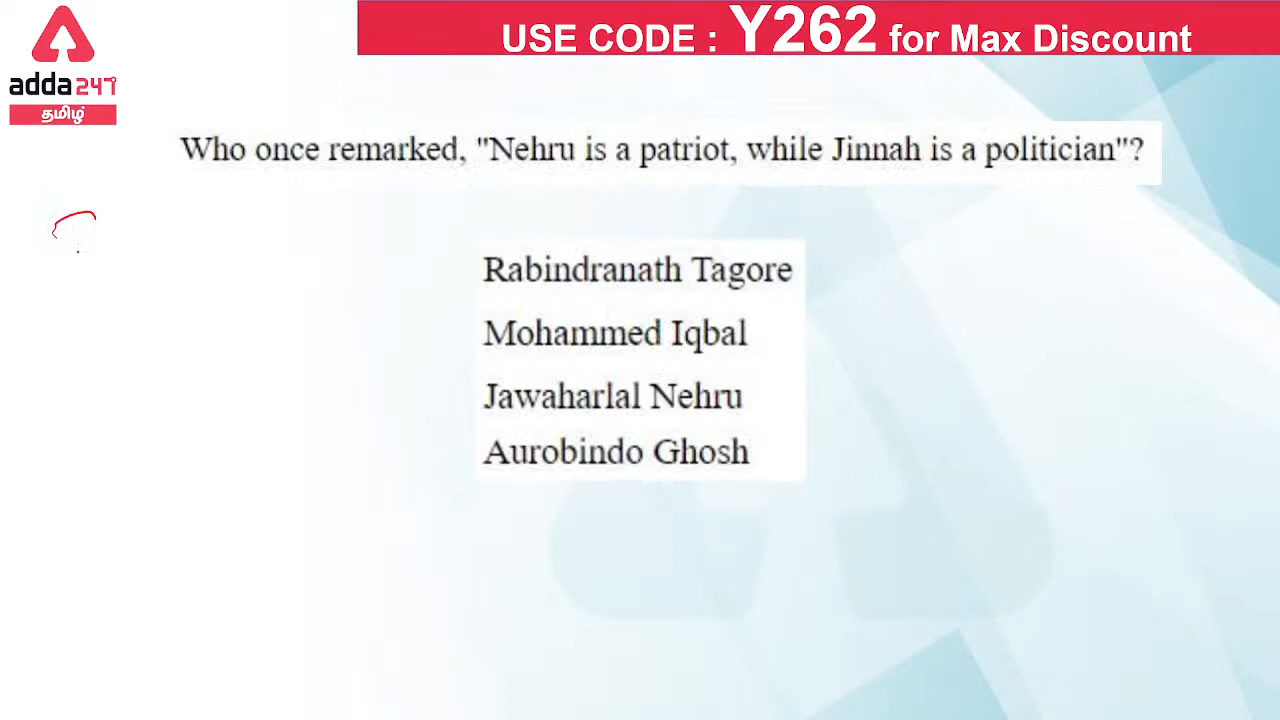 USE CODE : Y262 for Max Discount
adda247
தமிழ்
Who once remarked, "Nehru is a patriot, while Jinnah is a politician"?
Rabindranath Tagore
Mohammed Iqbal
Jawaharlal Nehru
Aurobindo Ghosh